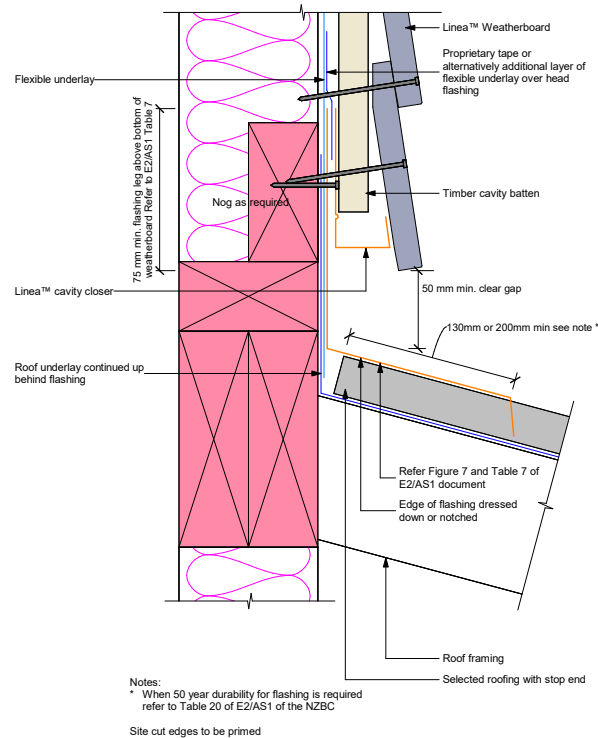 Linea™ Weatherboard
Proprietary tape or
alternatively additional layer of
flexible underlay over head
flashing
Flexible underlay
75 mm min. flashing leg above bottom of
weatherboard Refer to E2/AS1 Table 7
Nog as required
Timber cavity batten
Linea™ cavity closer
50 mm min. clear gap
130mm or 200mm min see note *
Roof underlay continued up
behind flashing
Refer Figure 7 and Table 7 of
E2/AS1 document
Edge of flashing dressed
down or notched
Roof framing
Selected roofing with stop end
Notes:
* When 50 year durability for flashing is required
refer to Table 20 of E2/AS1 of the NZBC
Site cut edges to be primed